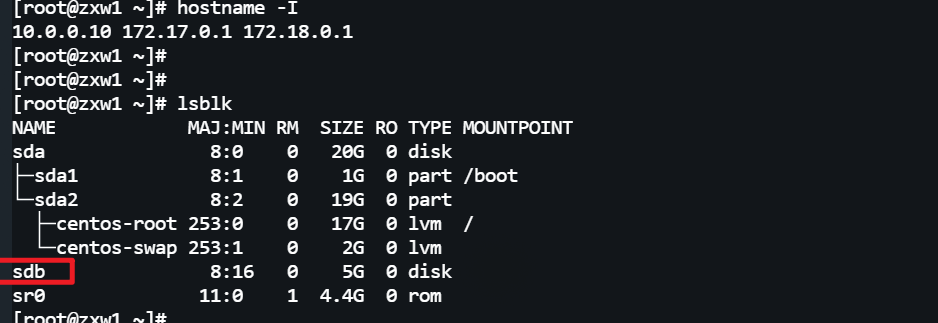 [root@zxw1 ~]# hostname -I
10.0.0.10 172.17.0.1 172.18.0.1
[root@zxw1 ~]#
[root@zxw1 ~]#
[root@zxw1 ~]# lsblk
NAME            MAJ:MIN RM  SIZE RO TYPE MOUNTPOINT
sda               8:0    0   20G  0 disk
├─sda1            8:1    0    1G  0 part /boot
└─sda2            8:2    0   19G  0 part
  ├─centos-root 253:0    0   17G  0 lvm  /
  └─centos-swap 253:1    0    2G  0 lvm
sdb               8:16   0    5G  0 disk
sr0              11:0    1  4.4G  0 rom
[root@zxw1 ~]#